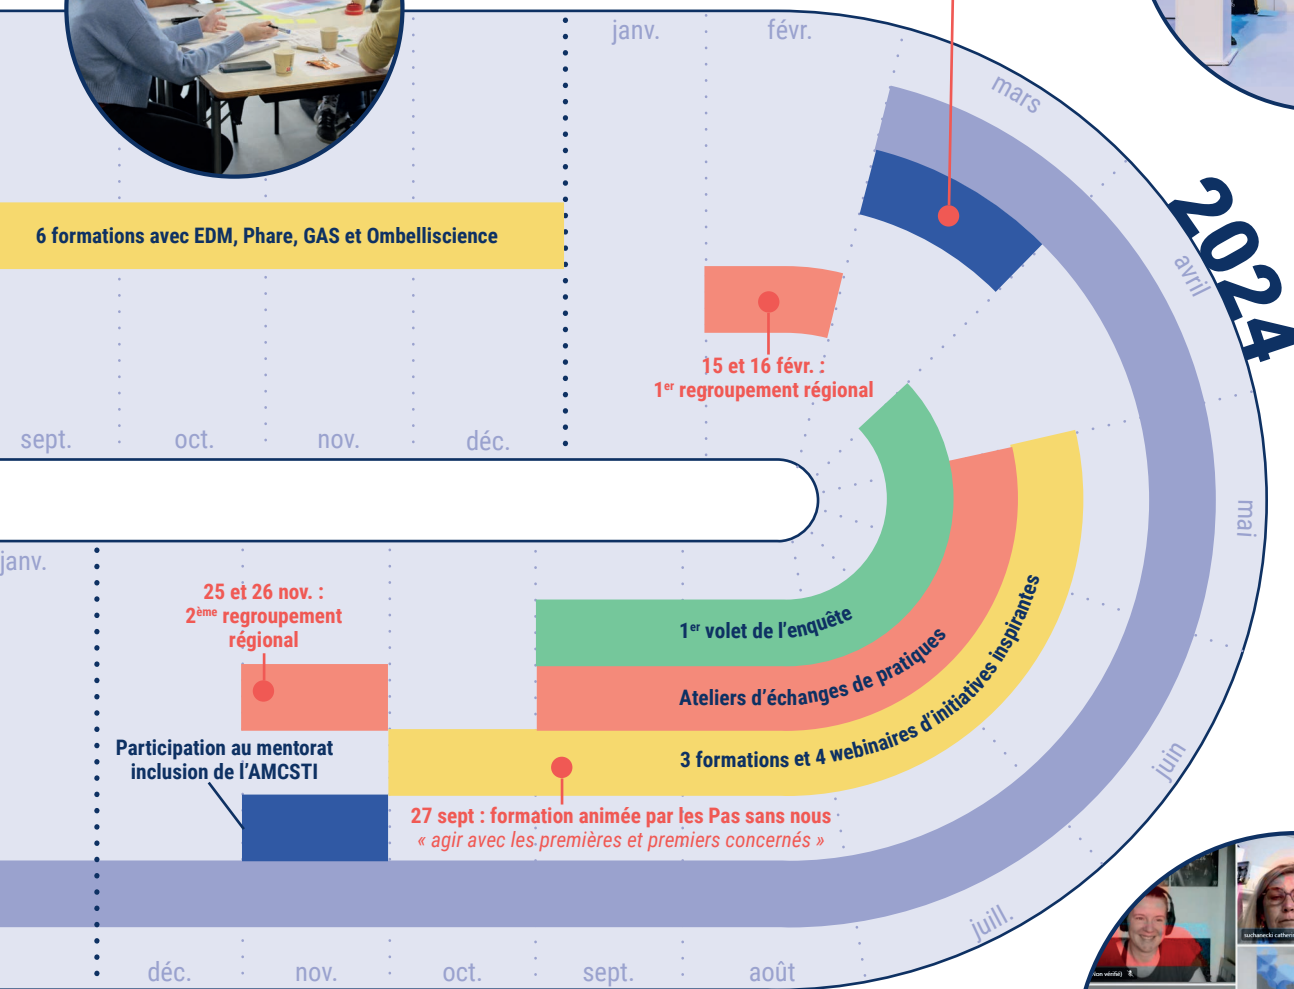 janv.
févr.
mars
2024
avril
6 formations avec EDM, Phare, GAS et Ombelliscience
15 et 16 févr. :
1er regroupement régional
sept.
oct.
nov.
déc.
mai
janv.
25 et 26 nov. :
2ème regroupement
régional
1er volet de l'enquête
Ateliers d'échanges de pratiques
3 formations et 4 webinaires d'initiatives inspirantes
Participation au mentorat
inclusion de l'AMCSTI
27 sept : formation animée par les Pas sans nous
« agir avec les premières et premiers concernés »
juin
juill.
déc.
nov.
oct.
sept.
août